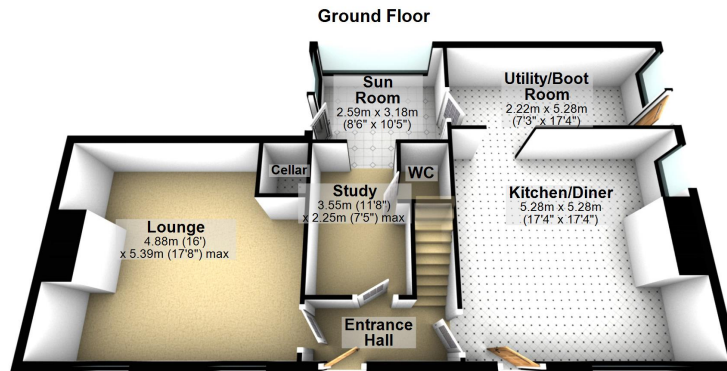 Ground Floor
Sun
Room
2.59m x 3.18m
(8'6" x 10'5")
Utility/Boot
Room
2.22m x 5.28m
(7'3" x 17'4")
Cellar
WC
Study
3.55m (11'8")
x 2.25m (7'5") max
Kitchen/Diner
5.28m x 5.28m
(17'4" x 17'4")
Lounge
4.88m (16')
x 5.39m (17'8") max
Entrance
Hall